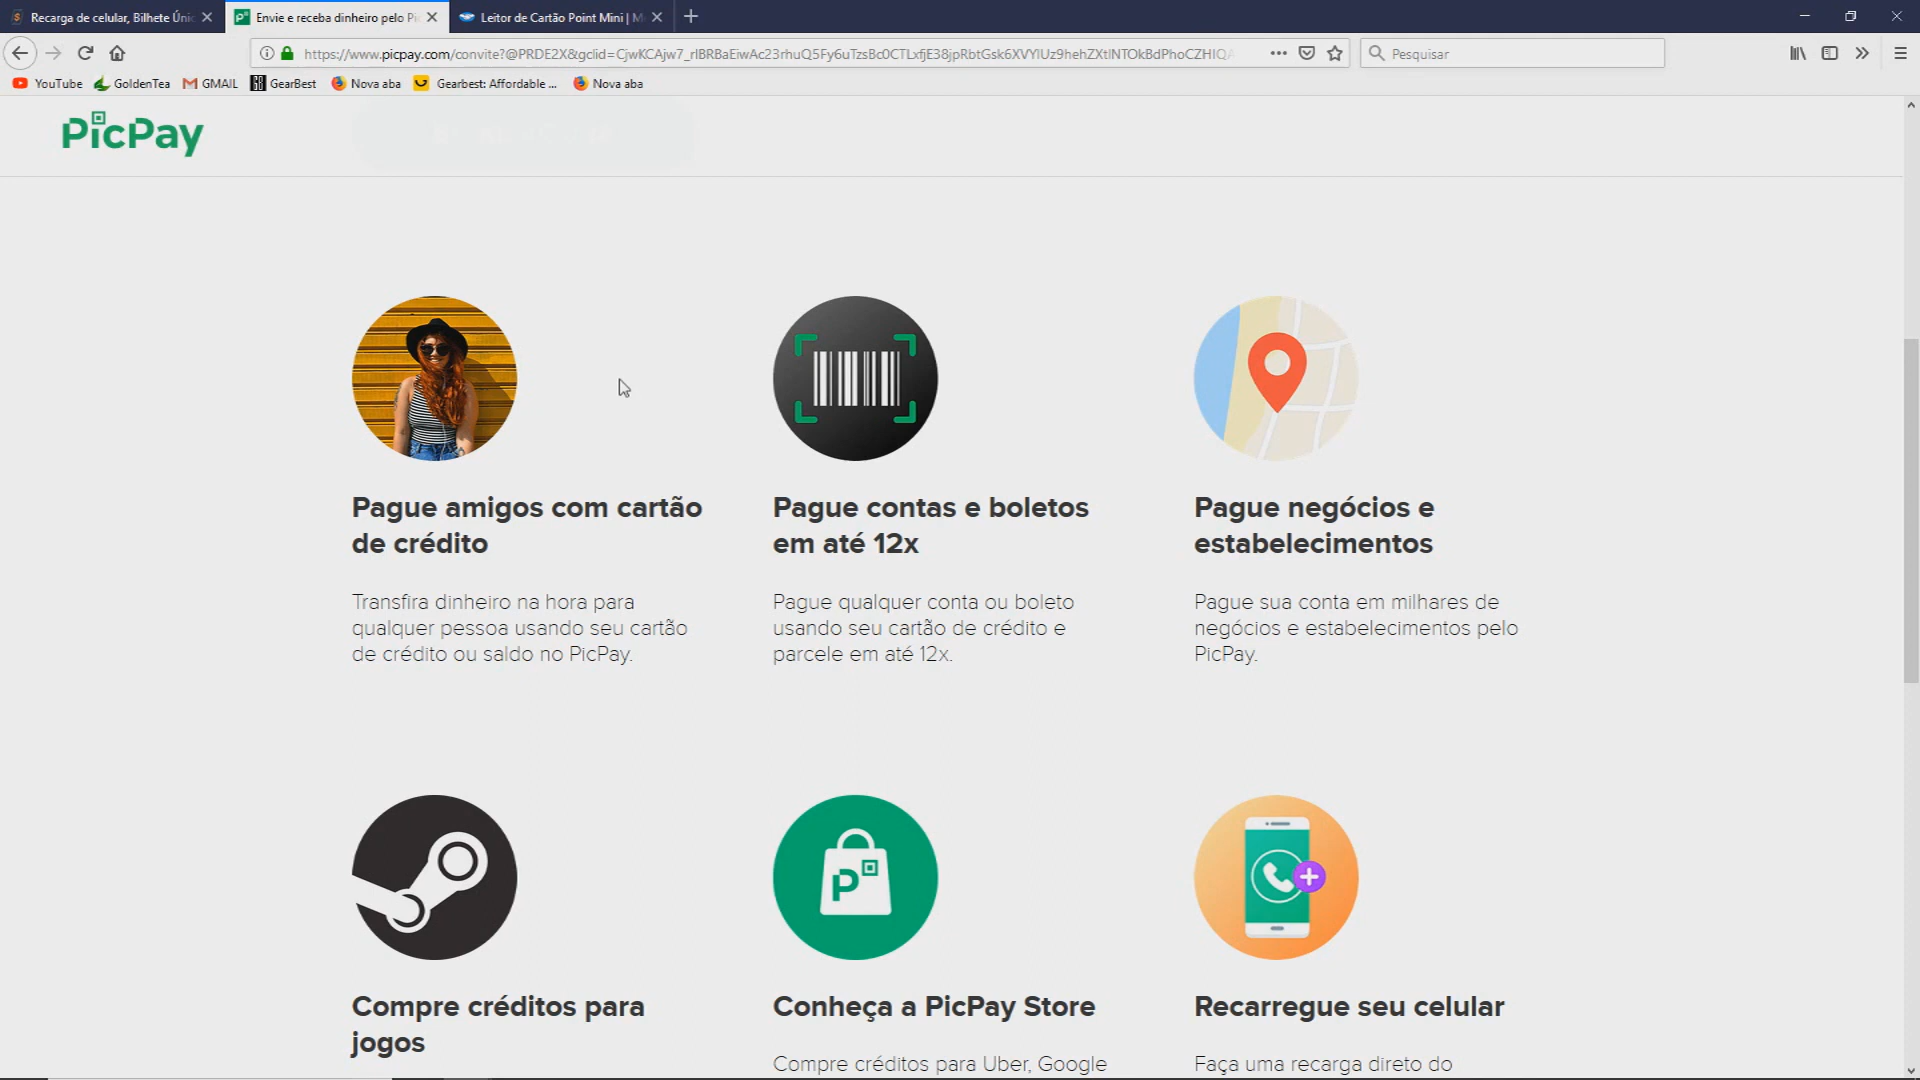 Recarga de celular, Bilhete Úni
Envie e receba dinheiro pelo Pi
Leitor de Cartão Point Mini | M
https://www.picpay.com/convite?@PRDE2X&gclid=CjwKCAjw7_rlBRBaEiwAc23rhuQ5Fy6uTzsBc0CTLxfjE38jpRbtGsk6XVYlUz9hehZXtlNTOkBdPhoCZHIQA
Pesquisar
YouTube
GoldenTea
GMAIL
GearBest
Nova aba
Gearbest: Affordable ...
Nova aba
PicPay
Pague amigos com cartão
de crédito
Transfira dinheiro na hora para
qualquer pessoa usando seu cartão
de crédito ou saldo no PicPay.
Pague contas e boletos
em até 12x
Pague qualquer conta ou boleto
usando seu cartão de crédito e
parcele em até 12x.
Pague negócios e
estabelecimentos
Pague sua conta em milhares de
negócios e estabelecimentos pelo
PicPay.
Compre créditos para
jogos
Conheça a PicPay Store
Compre créditos para Uber, Google
Recarregue seu celular
Faça uma recarga direto do